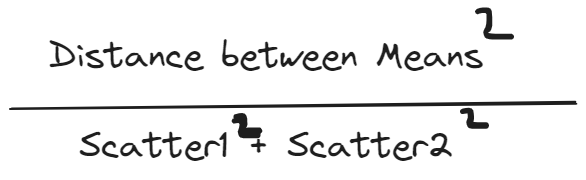 Distance between Means²
Scatter1² + Scatter2²